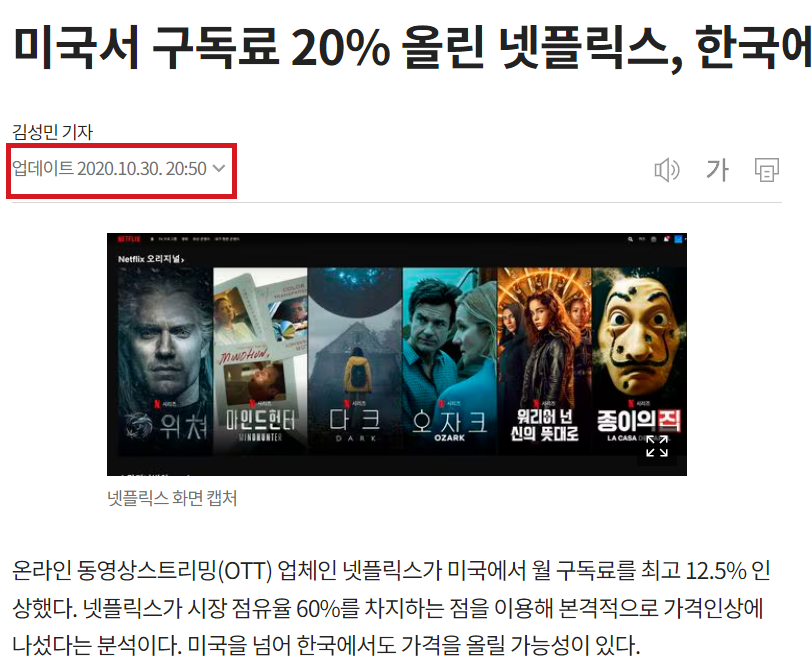 미국서 구독료 20% 올린 넷플릭스, 한국에
김성민 기자
업데이트 2020.10.30. 20:50
가
NETFLIX
Netflix 오리지널
시리즈 시리즈 시리즈 시리즈 시리즈
위쳐 마인드헌터 다크 오자크 워리어 넌 종이의 집
MINDHUNTER DARK OZARK 신의 뜻대로 LA CASA DE
넷플릭스 화면 캡처
온라인 동영상스트리밍(OTT) 업체인 넷플릭스가 미국에서 월 구독료를 최고 12.5% 인
상했다. 넷플릭스가 시장 점유율 60%를 차지하는 점을 이용해 본격적으로 가격인상에
나섰다는 분석이다. 미국을 넘어 한국에서도 가격을 올릴 가능성이 있다.